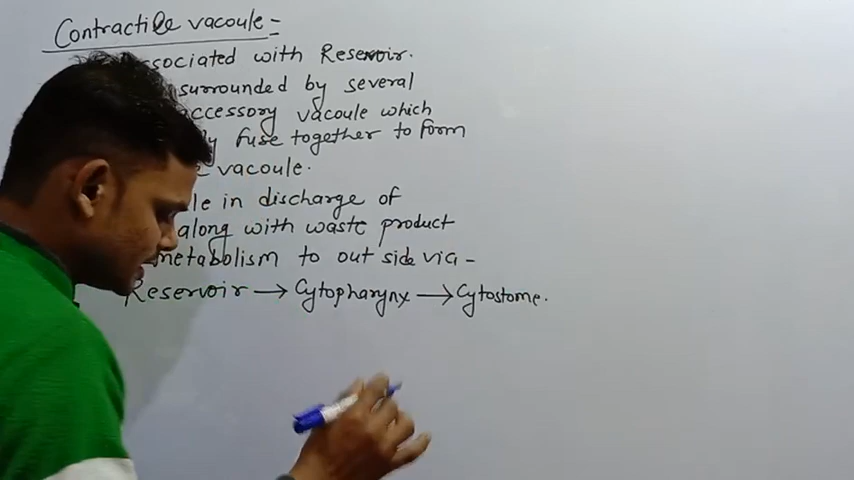 Contractile vacoule =
sociated with Reservoir.
surrounded by several
accessory vacoule which
fuse together to form
vacoule.
le in discharge of
along with waste product
metabolism to out side via -
Reservoir → Cytopharynx → Cytostome.